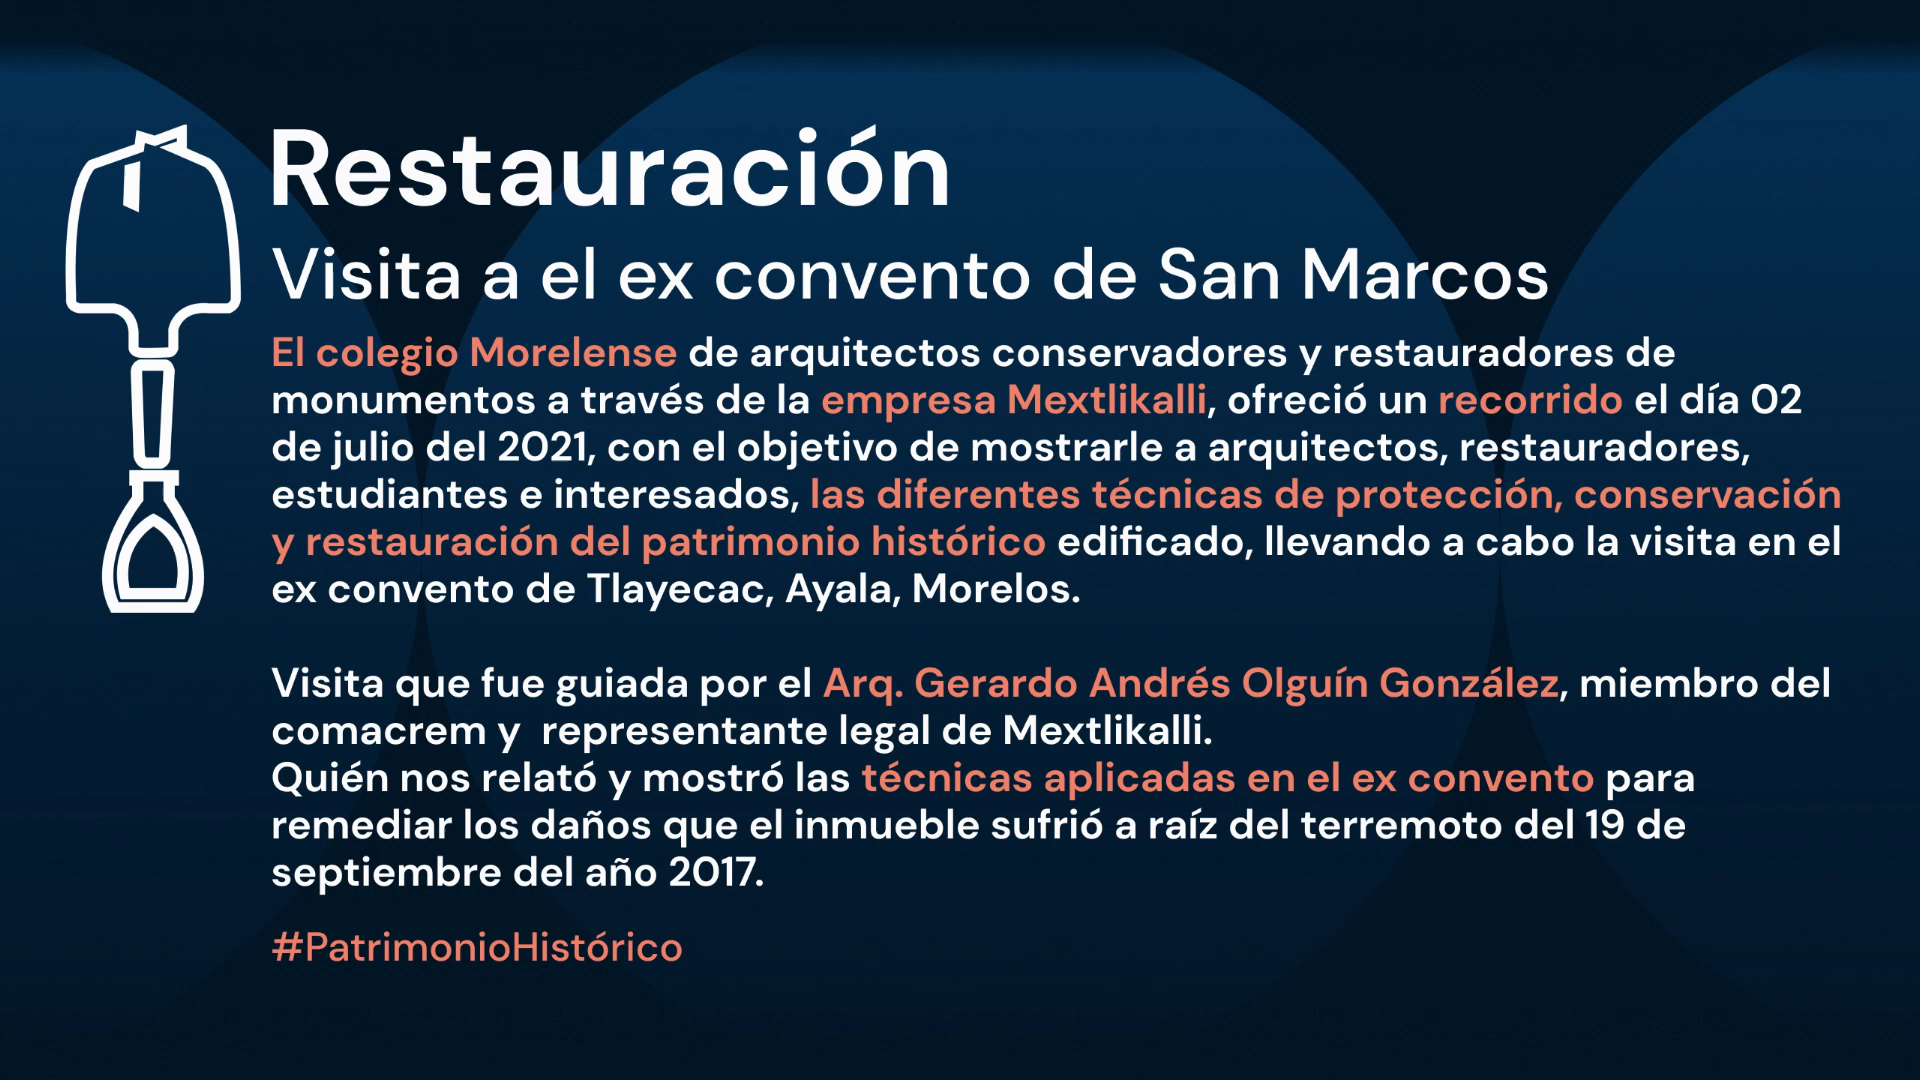 Restauración
Visita a el ex convento de San Marcos
El colegio Morelense de arquitectos conservadores y restauradores de
monumentos a través de la empresa Mextlikalli, ofreció un recorrido el día 02
de julio del 2021, con el objetivo de mostrarle a arquitectos, restauradores,
estudiantes e interesados, las diferentes técnicas de protección, conservación
y restauración del patrimonio histórico edificado, llevando a cabo la visita en el
ex convento de Tlayecac, Ayala, Morelos.
Visita que fue guiada por el Arq. Gerardo Andrés Olguín González, miembro del
comacrem y  representante legal de Mextlikalli.
Quién nos relató y mostró las técnicas aplicadas en el ex convento para
remediar los daños que el inmueble sufrió a raíz del terremoto del 19 de
septiembre del año 2017.
#PatrimonioHistórico